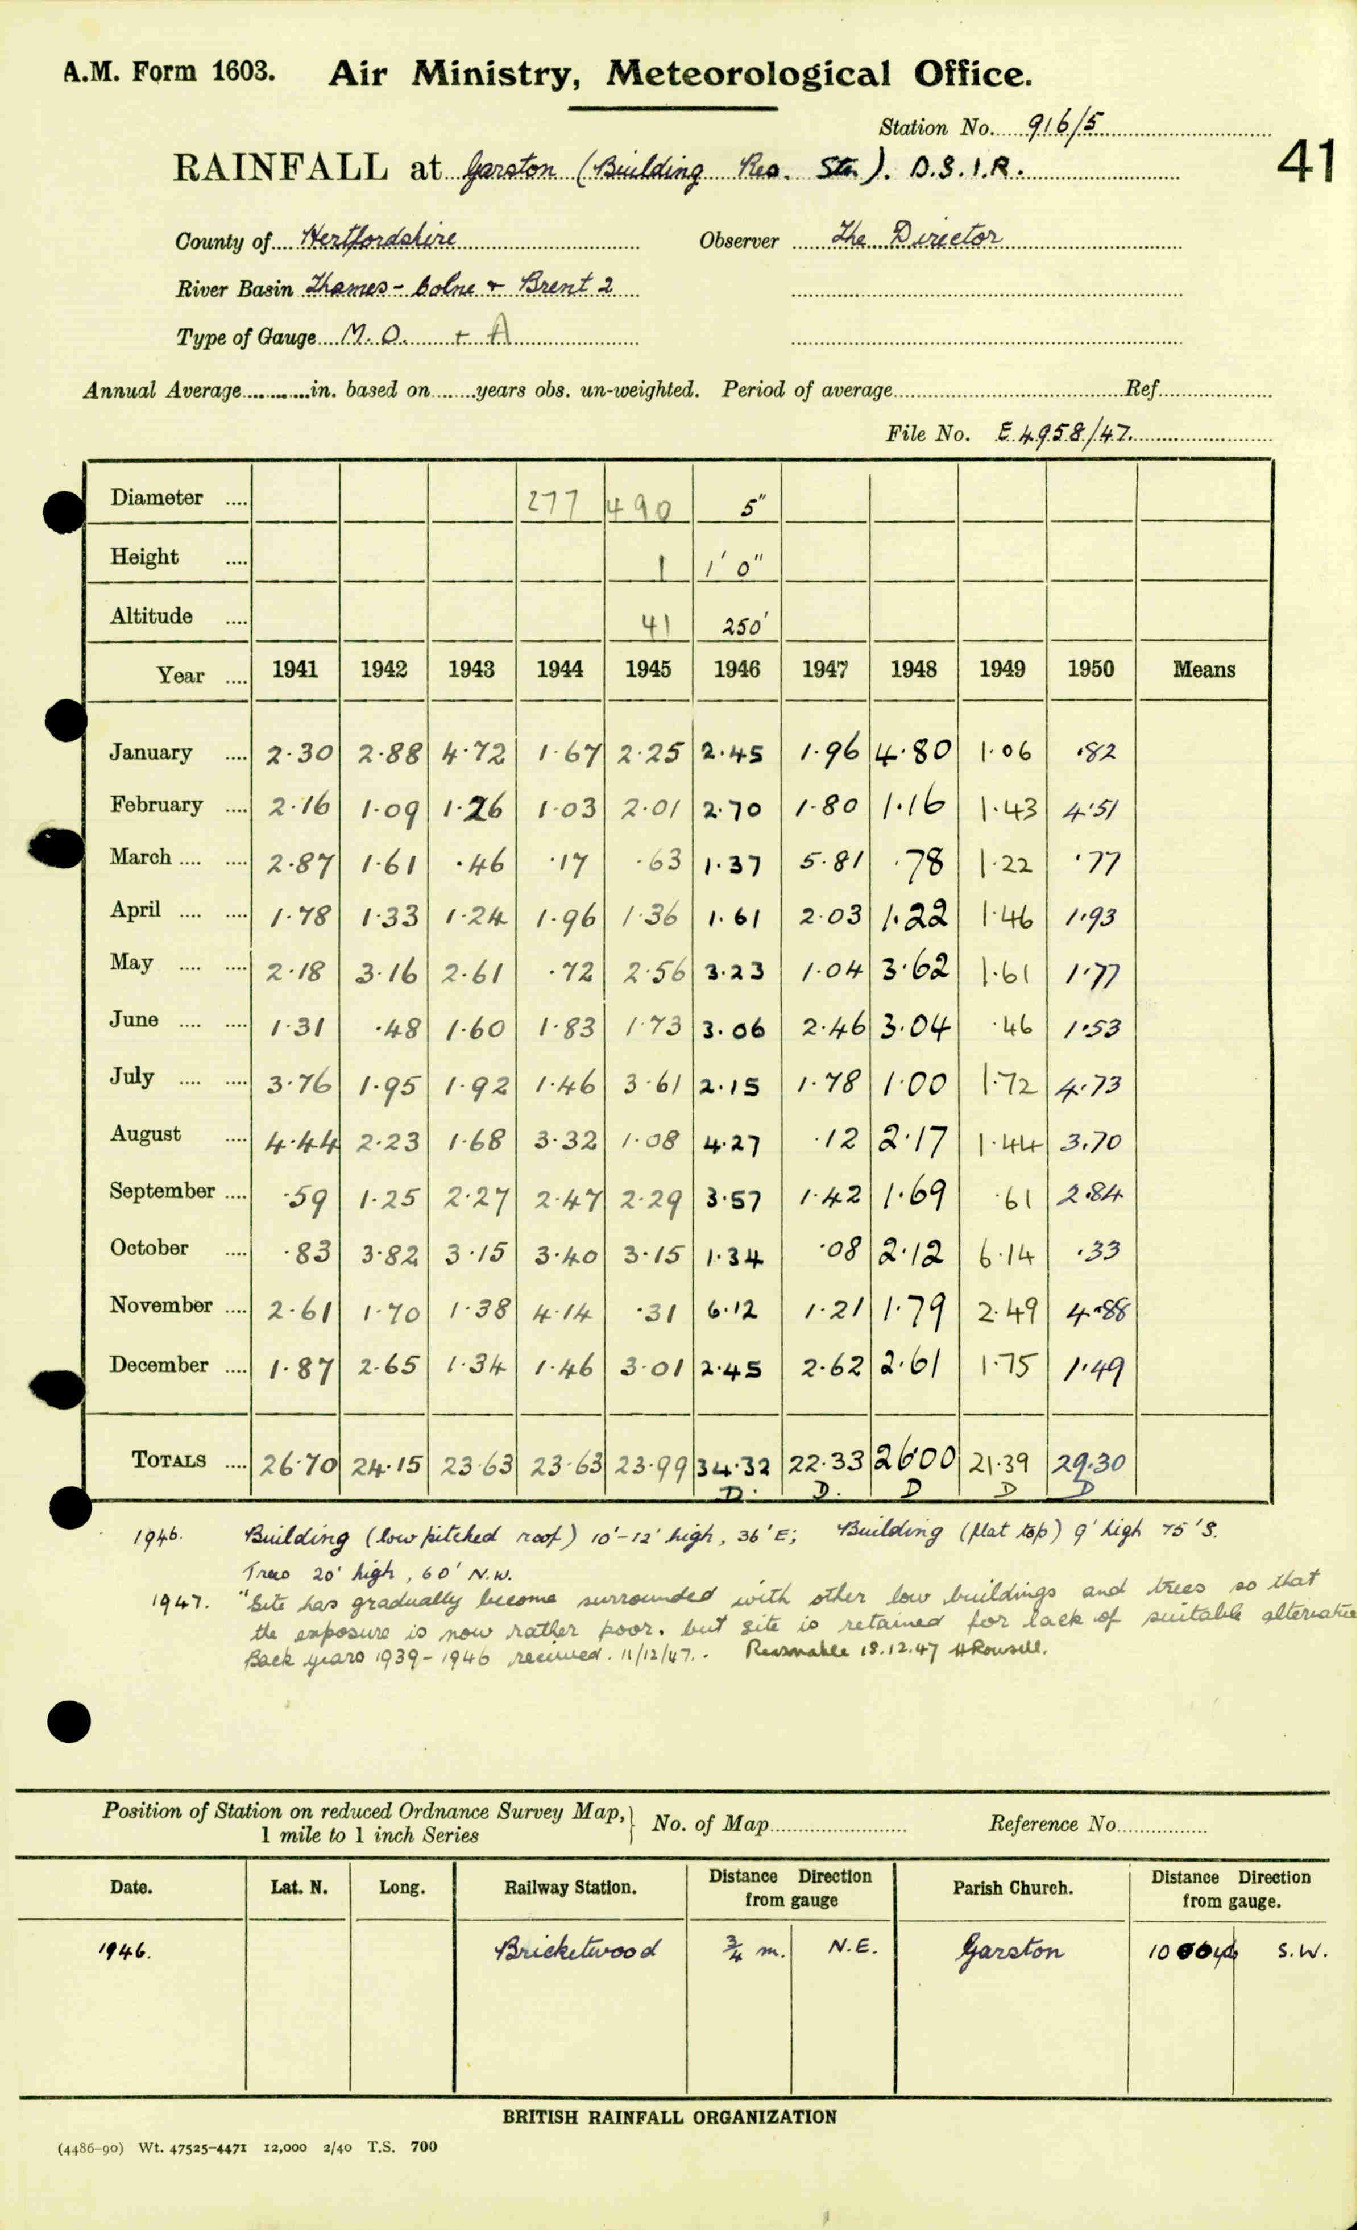 A.M. Form 1603. Air Ministry, Meteorological Office.
Station No. 916/5
RAINFALL at Garston (Building Res. Stn.). D.S.I.R.
41
County of Hertfordshire Observer The Director
River Basin Thames - Colne + Brent 2
Type of Gauge M.O. + A
Annual Average in. based on years obs. un-weighted. Period of average Ref.
File No. E4958/47.
Diameter 277 490 5"
Height 1 1' 0"
Altitude 41 250'
Year 1941 1942 1943 1944 1945 1946 1947 1948 1949 1950 Means
January 2.30 2.88 4.72 1.67 2.25 2.45 1.96 4.80 1.06 .82
February 2.16 1.09 1.26 1.03 2.01 2.70 1.80 1.16 1.43 4.51
March 2.87 1.61 .46 .17 .63 1.37 5.81 .78 1.22 .77
April 1.78 1.33 1.24 1.96 1.36 1.61 2.03 1.22 1.46 1.93
May 2.18 3.16 2.61 .72 2.56 3.23 1.04 3.62 1.61 1.77
June 1.31 .48 1.60 1.83 1.73 3.06 2.46 3.04 .46 1.53
July 3.76 1.95 1.92 1.46 3.61 2.15 1.78 1.00 1.72 4.73
August 4.44 2.23 1.68 3.32 1.08 4.27 .12 2.17 1.44 3.70
September .59 1.25 2.27 2.47 2.29 3.57 1.42 1.69 .61 2.84
October .83 3.82 3.15 3.40 3.15 1.34 .08 2.12 6.14 .33
November 2.61 1.70 1.38 4.14 .31 6.12 1.21 1.79 2.49 4.88
December 1.87 2.65 1.34 1.46 3.01 2.45 2.62 2.61 1.75 1.49
TOTALS 26.70 24.15 23.63 23.63 23.99 34.32 22.33 26.00 21.39 29.30
D. D. D D D
1946. Building (low pitched roof) 10'-12' high, 36' E; Building (flat top) 9' high 75' S.
Trees 20' high, 60' N.W.
1947. "Site has gradually become surrounded with other low buildings and trees so that
the exposure is now rather poor. but site is retained for lack of suitable alternative
Back years 1939-1946 received. 11/12/47. Reasonable 18.12.47 HRowsell.
Position of Station on reduced Ordnance Survey Map, 1 mile to 1 inch Series No. of Map Reference No.
Date. Lat. N. Long. Railway Station. Distance Direction from gauge Parish Church. Distance Direction from gauge.
1946. Bricketwood 3/4 m. N.E. Garston S.W.
BRITISH RAINFALL ORGANIZATION
(4486-90) Wt. 47525-4471 12,000 2/40 T.S. 700